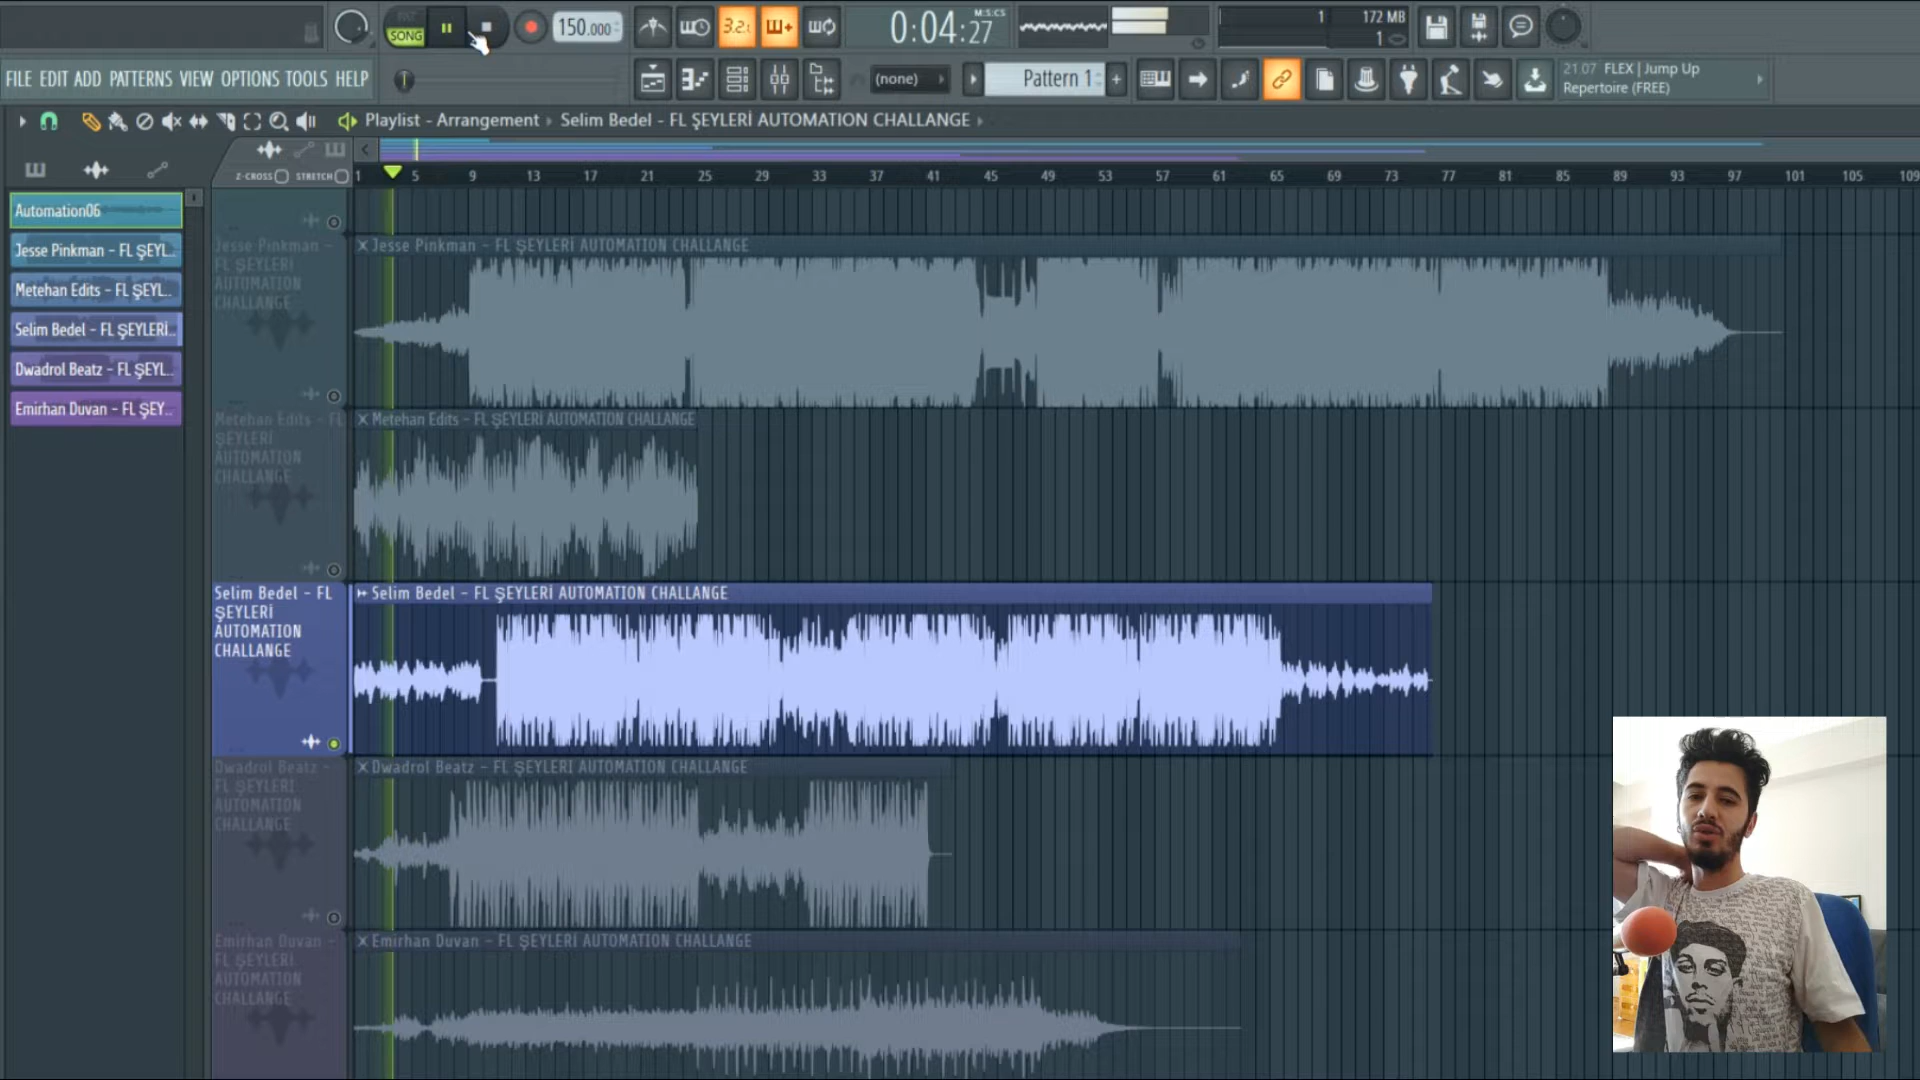 PAT
SONG
150.000
3.2.
0:04:27
M:S:CS
1
172 MB
1
FILE EDIT ADD PATTERNS VIEW OPTIONS TOOLS HELP
(none)
Pattern 1
+
21.07 FLEX | Jump Up
Repertoire (FREE)
Playlist - Arrangement › Selim Bedel - FL ŞEYLERİ AUTOMATION CHALLANGE
Z-CROSS STRETCH
1 5 9 13 17 21 25 29 33 37 41 45 49 53 57 61 65 69 73 77 81 85 89 93 97 101 105 109
Automation06
Jesse Pinkman - FL ŞEYL..
Metehan Edits - FL ŞEYL..
Selim Bedel - FL ŞEYLERİ..
Dwadrol Beatz - FL ŞEYL..
Emirhan Duvan - FL ŞEY..
Jesse Pinkman -
FL ŞEYLERİ
AUTOMATION
CHALLANGE
Jesse Pinkman - FL ŞEYLERİ AUTOMATION CHALLANGE
Metehan Edits - FL
ŞEYLERİ
AUTOMATION
CHALLANGE
Metehan Edits - FL ŞEYLERİ AUTOMATION CHALLANGE
Selim Bedel - FL
ŞEYLERİ
AUTOMATION
CHALLANGE
Selim Bedel - FL ŞEYLERİ AUTOMATION CHALLANGE
Dwadrol Beatz -
FL ŞEYLERİ
AUTOMATION
CHALLANGE
Dwadrol Beatz - FL ŞEYLERİ AUTOMATION CHALLANGE
Emirhan Duvan -
FL ŞEYLERİ
AUTOMATION
CHALLANGE
Emirhan Duvan - FL ŞEYLERİ AUTOMATION CHALLANGE